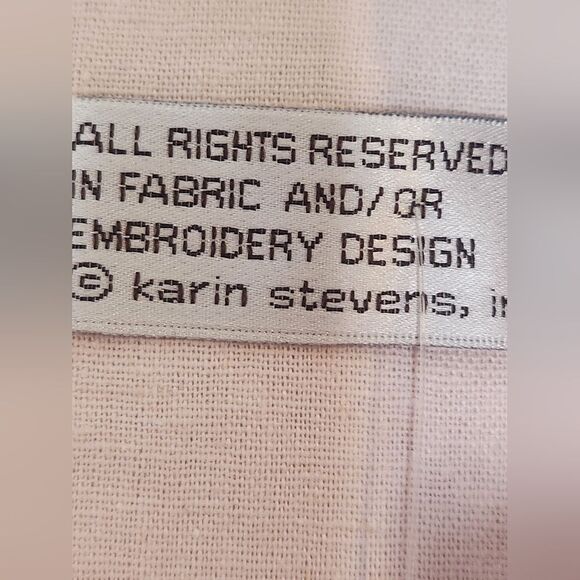 ALL RIGHTS RESERVED
IN FABRIC AND/OR
EMBROIDERY DESIGN
© karin stevens,